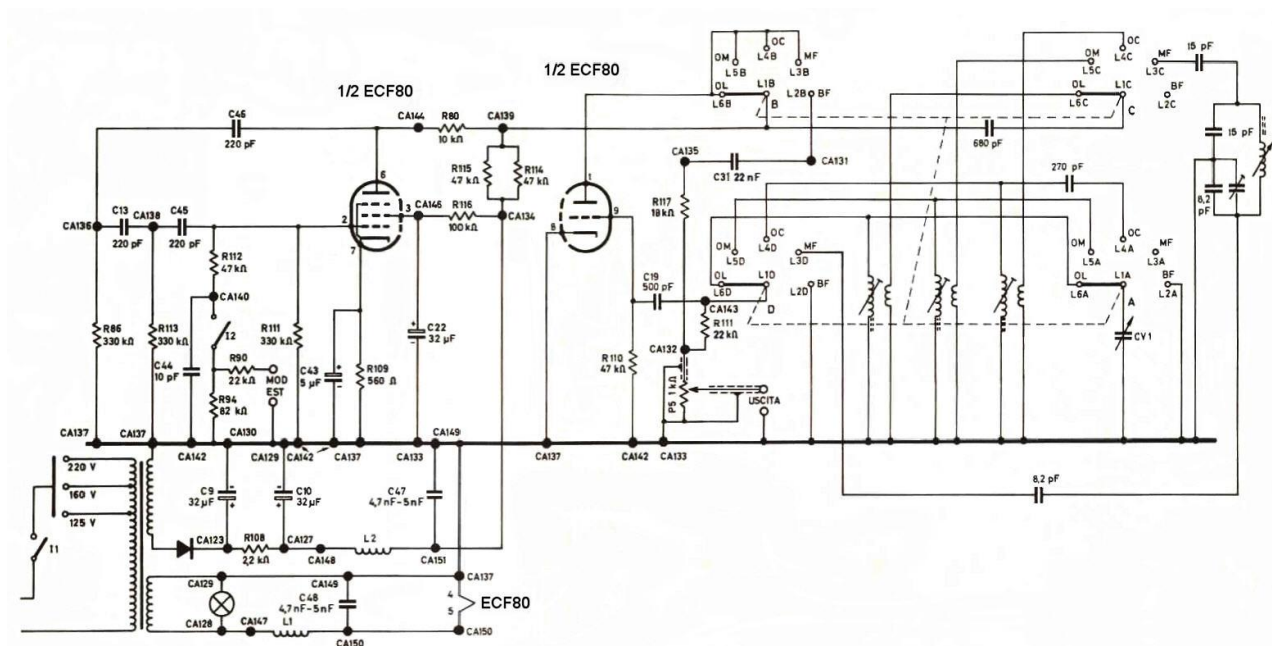 1/2 ECF80
1/2 ECF80
C46
220 pF
CA144
R80
10 kΩ
CA139
R115
47 kΩ
R114
47 kΩ
6
3
2
7
CA146
R116
100 kΩ
CA134
CA136
C13
220 pF
CA138
C45
220 pF
R112
47 kΩ
CA140
I2
R86
330 kΩ
R113
330 kΩ
C44
10 pF
R90
22 kΩ
R94
82 kΩ
MOD
EST
R111
330 kΩ
C43
5 µF
R109
560 Ω
C22
32 µF
1
9
8
C19
500 pF
R110
47 kΩ
CA135
C31 22 nF
CA131
R117
18 kΩ
CA143
R111
22 kΩ
CA132
P5 1 kΩ
USCITA
OM
L5B
OC
L4B
MF
L3B
OL
L6B
L1B
B
L2B
BF
OM
L5C
OC
L4C
MF
L3C
OL
L6C
L1C
C
BF
L2C
15 pF
680 pF
15 pF
8,2
pF
270 pF
OM
L5D
OC
L4D
MF
L3D
OL
L6D
L1D
D
L2D
BF
OM
L5A
OC
L4A
MF
L3A
OL
L6A
L1A
A
BF
L2A
CV1
8,2 pF
CA137
CA137
CA142
CA130
CA129
CA142
CA137
CA133
CA149
CA137
CA142
CA133
220 V
160 V
125 V
I1
C9
32 µF
C10
32 µF
C47
4,7 nF-5nF
CA123
R108
2,2 kΩ
CA127
CA148
L2
CA151
CA129
CA149
CA137
C48
4,7 nF-5nF
4
5
ECF80
CA128
CA147
L1
CA150
CA150